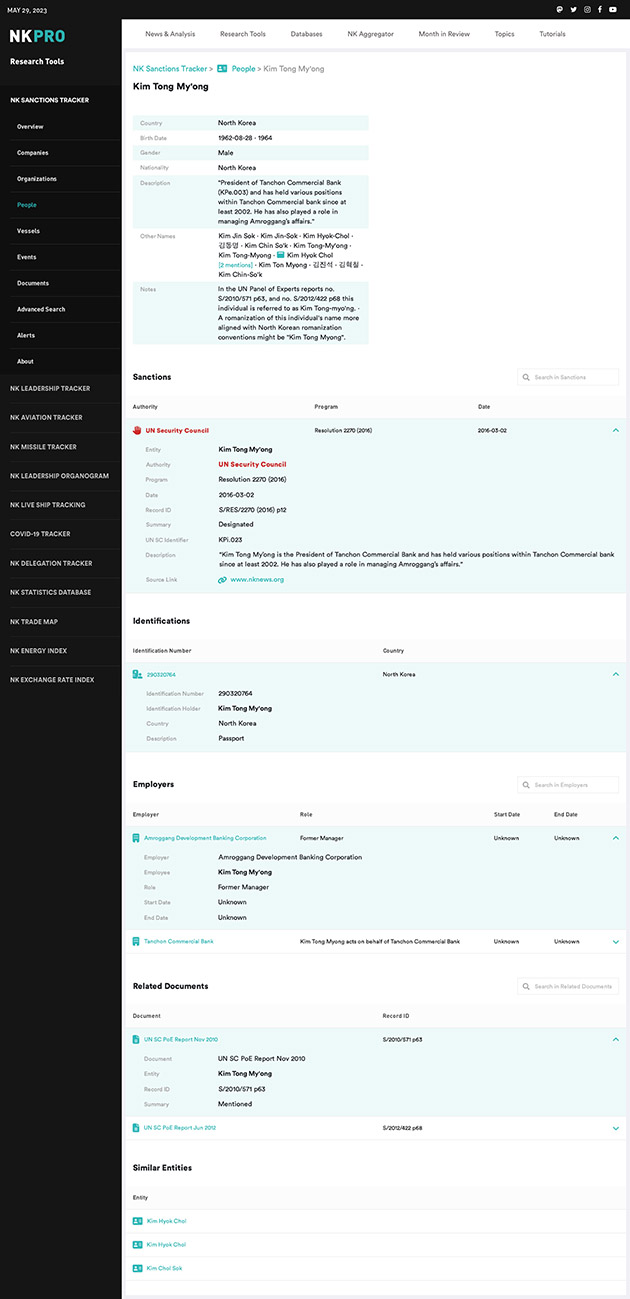 MAY 29, 2023
NKPRO
Research Tools
NK SANCTIONS TRACKER
Overview
Companies
Organizations
People
Vessels
Events
Documents
Advanced Search
Alerts
About
NK LEADERSHIP TRACKER
NK AVIATION TRACKER
NK MISSILE TRACKER
NK LEADERSHIP ORGANOGRAM
NK LIVE SHIP TRACKING
COVID-19 TRACKER
NK DELEGATION TRACKER
NK STATISTICS DATABASE
NK TRADE MAP
NK ENERGY INDEX
NK EXCHANGE RATE INDEX
News & Analysis Research Tools Databases NK Aggregator Month in Review Topics Tutorials
NK Sanctions Tracker > People > Kim Tong My'ong
Kim Tong My'ong
Country North Korea
Birth Date 1962-08-28 · 1964
Gender Male
Nationality North Korea
Description "President of Tanchon Commercial Bank
(KPe.003) and has held various positions
within Tanchon Commercial bank since at
least 2002. He has also played a role in
managing Amroggang's affairs."
Other Names Kim Jin Sok · Kim Jin-Sok · Kim Hyok-Chol ·
김동명 · Kim Chin So'k · Kim Tong-My'ong ·
Kim Tong-Myong · Kim Hyok Chol
[2 mentions] · Kim Ton Myong · 김진석 · 김혁철 ·
Kim Chin-So'k
Notes In the UN Panel of Experts reports no.
S/2010/571 p63, and no. S/2012/422 p68 this
individual is referred to as Kim Tong-myo'ng. ·
A romanization of this individual's name more
aligned with North Korean romanization
conventions might be "Kim Tong Myong".
Sanctions Search in Sanctions
Authority Program Date
UN Security Council Resolution 2270 (2016) 2016-03-02
Entity Kim Tong My'ong
Authority UN Security Council
Program Resolution 2270 (2016)
Date 2016-03-02
Record ID S/RES/2270 (2016) p12
Summary Designated
UN SC Identifier KPi.023
Description "Kim Tong My'ong is the President of Tanchon Commercial Bank and has held various positions within Tanchon Commercial bank
since at least 2002. He has also played a role in managing Amroggang's affairs."
Source Link www.nknews.org
Identifications
Identification Number Country
290320764 North Korea
Identification Number 290320764
Identification Holder Kim Tong My'ong
Country North Korea
Description Passport
Employers Search in Employers
Employer Role Start Date End Date
Amroggang Development Banking Corporation Former Manager Unknown Unknown
Employer Amroggang Development Banking Corporation
Employee Kim Tong My'ong
Role Former Manager
Start Date Unknown
End Date Unknown
Tanchon Commercial Bank Kim Tong Myong acts on behalf of Tanchon Commercial Bank Unknown Unknown
Related Documents Search in Related Documents
Document Record ID
UN SC PoE Report Nov 2010 S/2010/571 p63
Document UN SC PoE Report Nov 2010
Entity Kim Tong My'ong
Record ID S/2010/571 p63
Summary Mentioned
UN SC PoE Report Jun 2012 S/2012/422 p68
Similar Entities
Entity
Kim Hyok Chol
Kim Hyok Chol
Kim Chol Sok